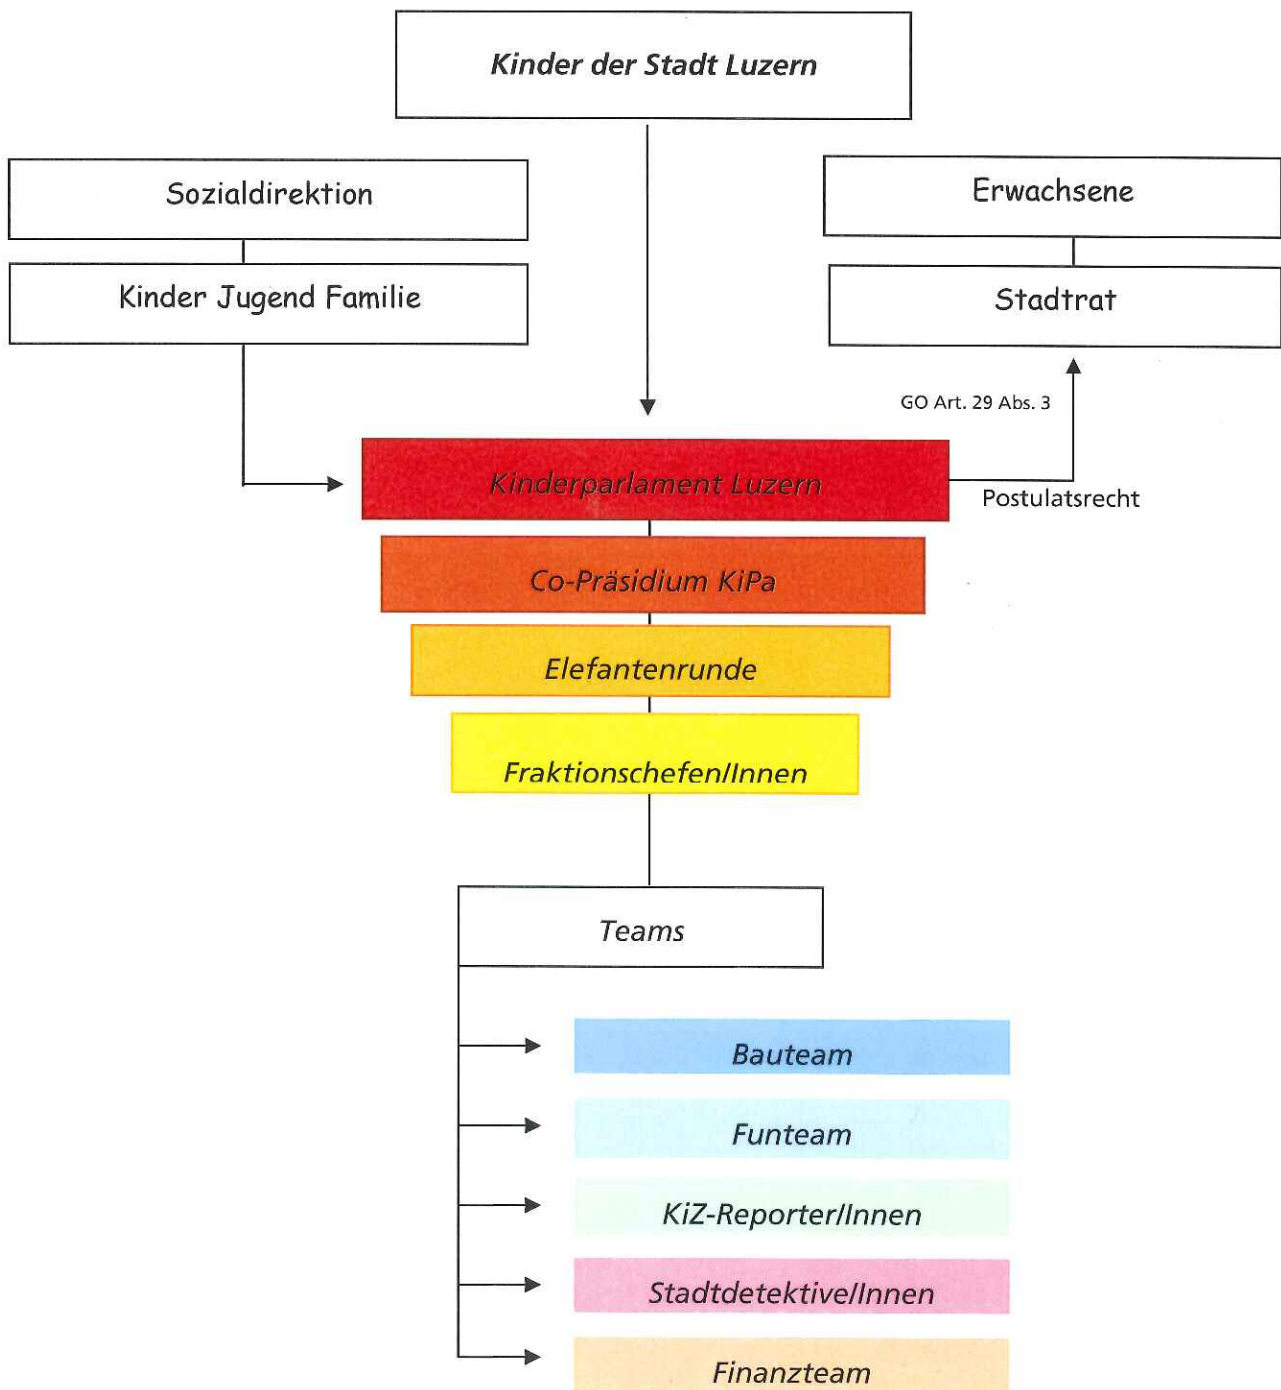 Kinder der Stadt Luzern
Sozialdirektion
Erwachsene
Kinder Jugend Familie
Stadtrat
GO Art. 29 Abs. 3
Kinderparlament Luzern
Postulatsrecht
Co-Präsidium KiPa
Elefantenrunde
Fraktionschefen/Innen
Teams
Bauteam
Funteam
KiZ-Reporter/Innen
Stadtdetektive/Innen
Finanzteam